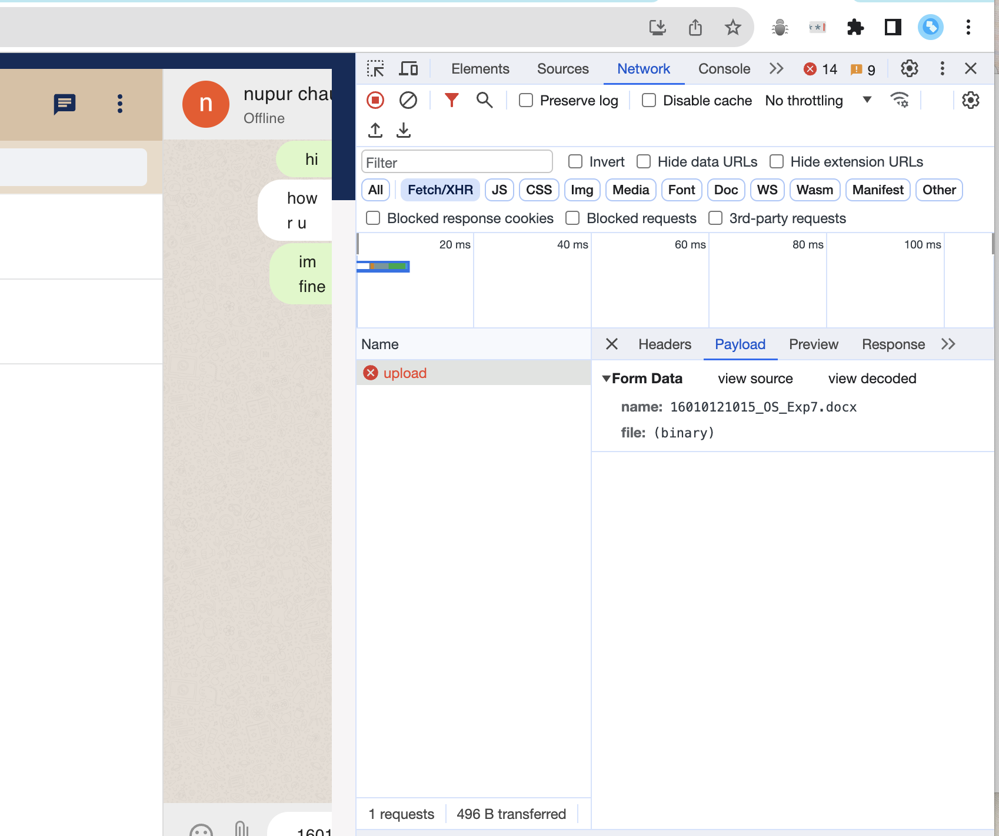 Elements Sources Network Console 14 9
Preserve log Disable cache No throttling
n
nupur chau
Offline
hi
how
r u
im
fine
Filter Invert Hide data URLs Hide extension URLs
All Fetch/XHR JS CSS Img Media Font Doc WS Wasm Manifest Other
Blocked response cookies Blocked requests 3rd-party requests
20 ms 40 ms 60 ms 80 ms 100 ms
Name
upload
Headers Payload Preview Response
Form Data view source view decoded
name: 16010121015_OS_Exp7.docx
file: (binary)
1 requests 496 B transferred
1601